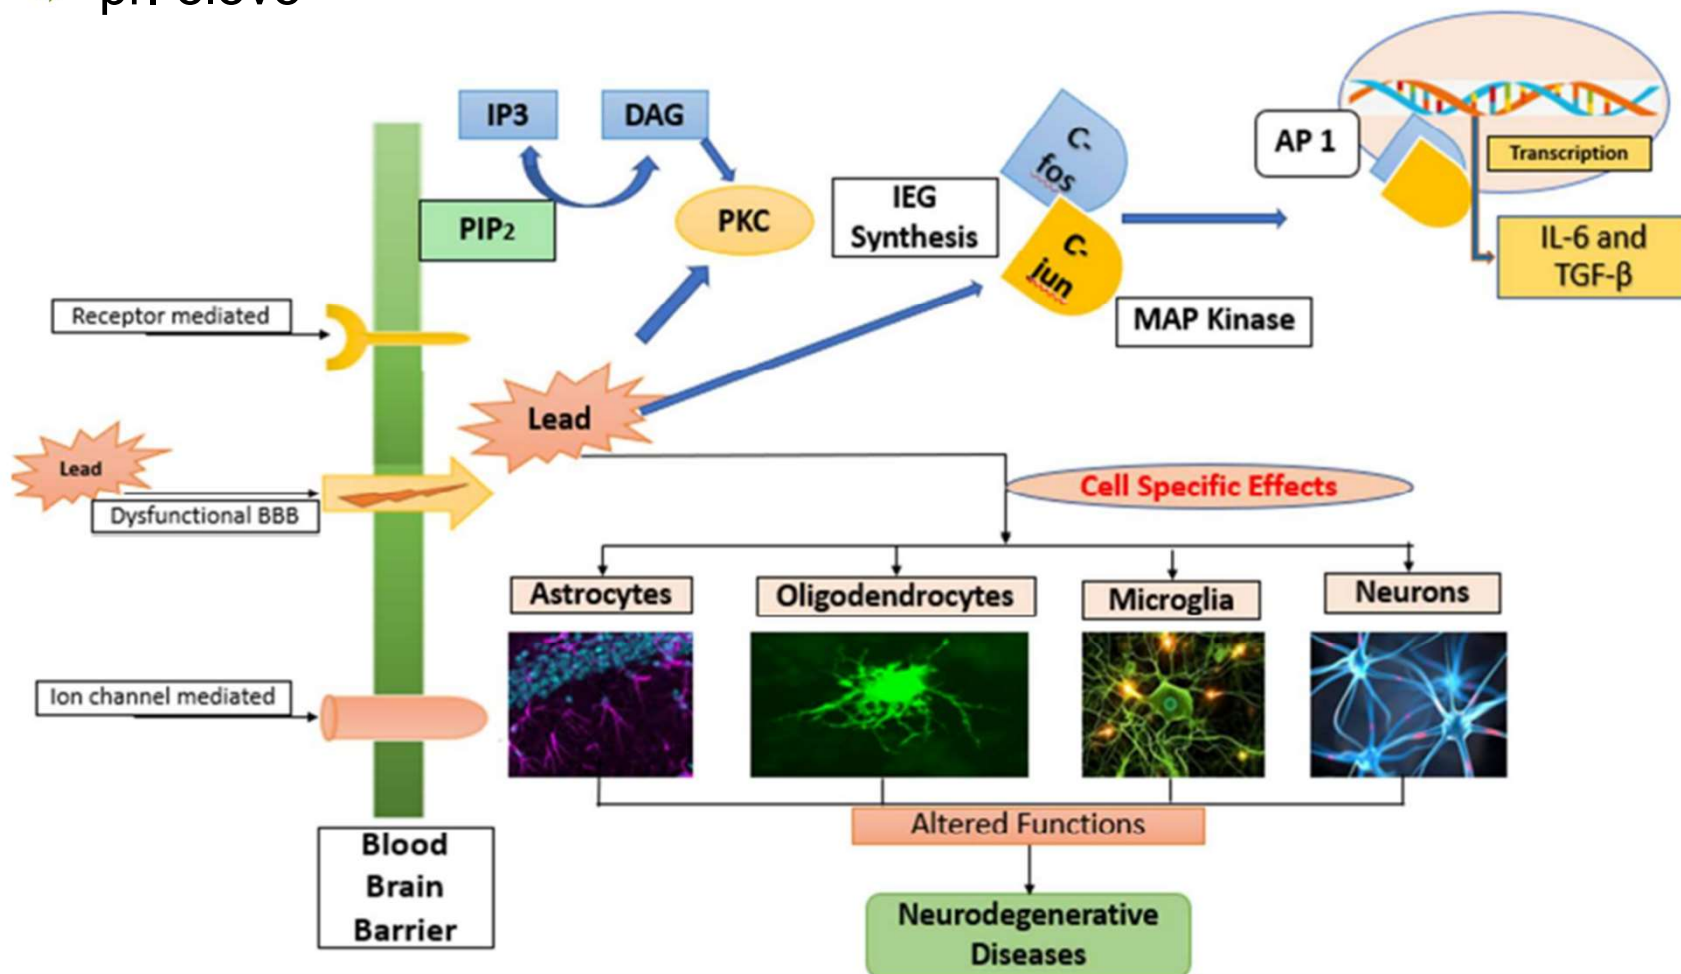 IP3
DAG
PIP2
PKC
IEG
Synthesis
C-
fos
C-
jun
MAP Kinase
AP 1
Transcription
IL-6 and
TGF-β
Receptor mediated
Lead
Lead
Dysfunctional BBB
Cell Specific Effects
Astrocytes
Oligodendrocytes
Microglia
Neurons
Ion channel mediated
Altered Functions
Blood
Brain
Barrier
Neurodegenerative
Diseases